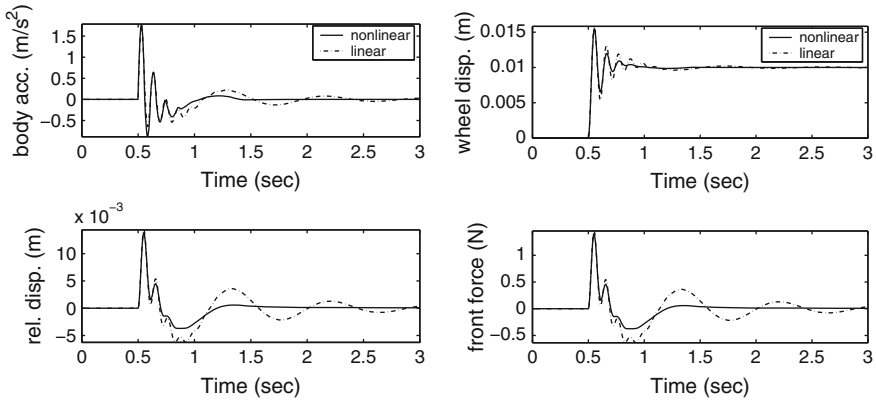 body acc. (m/s²)
1.5
1
0.5
0
−0.5
nonlinear
linear
0 0.5 1 1.5 2 2.5 3
Time (sec)
wheel disp. (m)
0.015
0.01
0.005
0
nonlinear
linear
0 0.5 1 1.5 2 2.5 3
Time (sec)
x 10⁻³
rel. disp. (m)
10
5
0
−5
0 0.5 1 1.5 2 2.5 3
Time (sec)
front force (N)
1
0.5
0
−0.5
0 0.5 1 1.5 2 2.5 3
Time (sec)